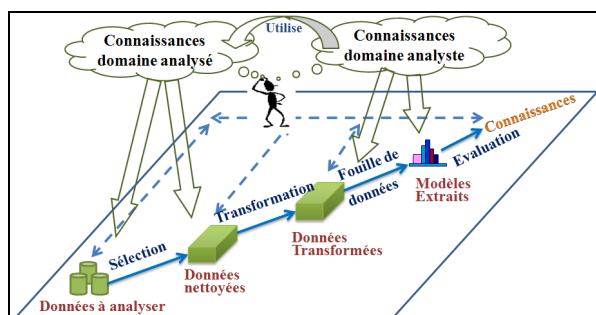 Connaissances
domaine analysé
Utilise
Connaissances
domaine analyste
Connaissances
Evaluation
Fouille de
données
Modèles
Extraits
Transformation
Données
Transformées
Sélection
Données
nettoyées
Données à analyser